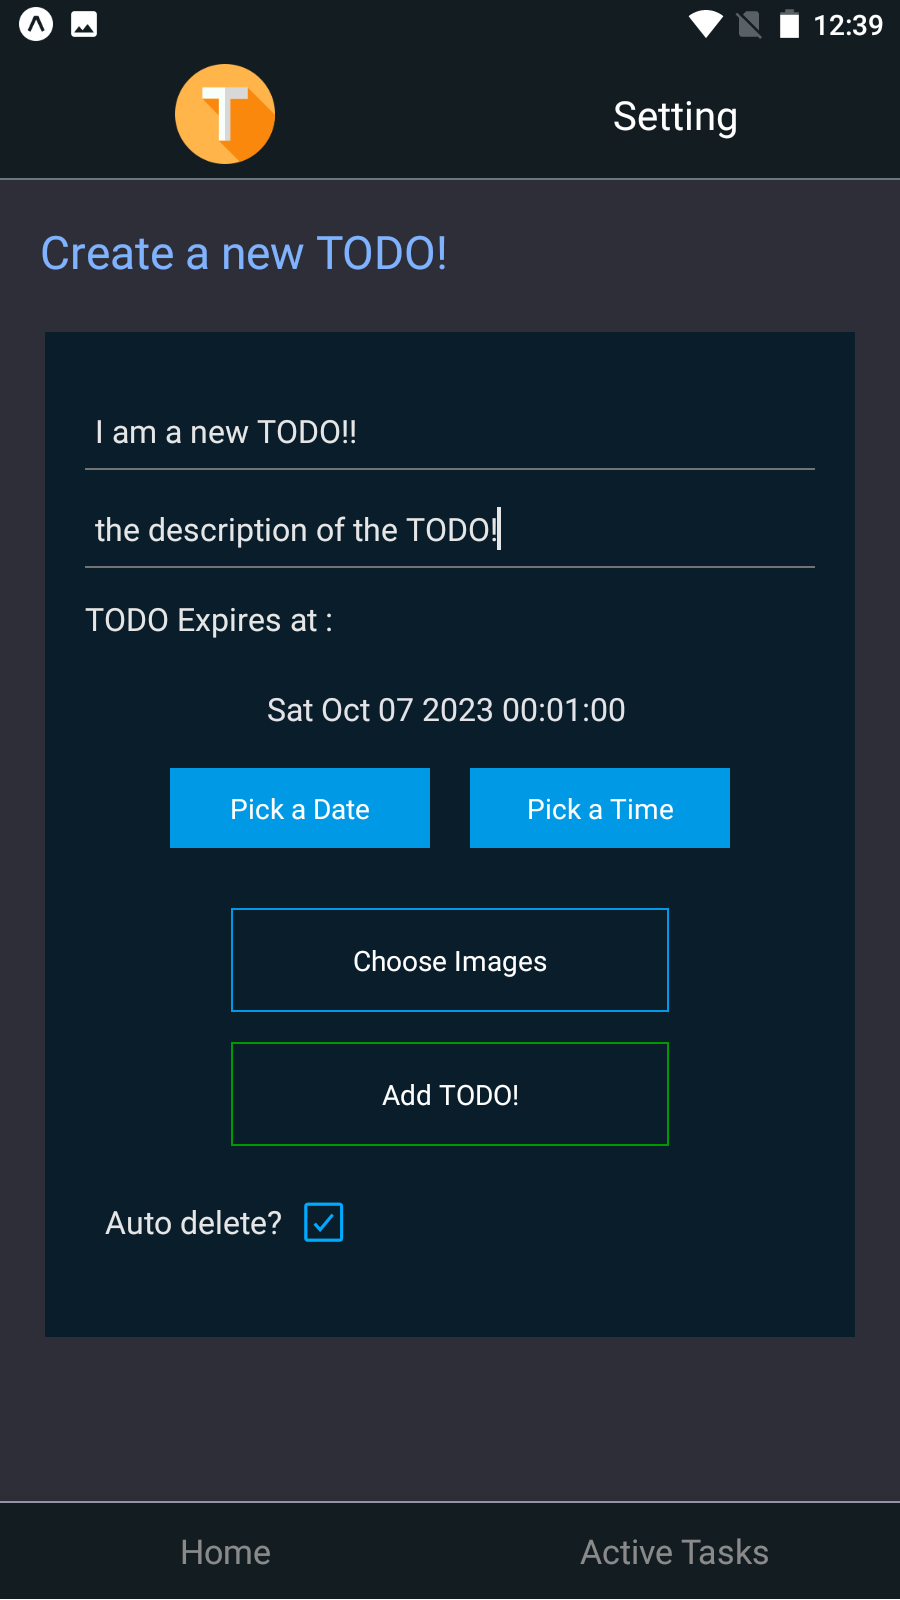 12:39
T
Setting
Create a new TODO!
I am a new TODO!!
the description of the TODO!
TODO Expires at :
Sat Oct 07 2023 00:01:00
Pick a Date
Pick a Time
Choose Images
Add TODO!
Auto delete?
Home
Active Tasks